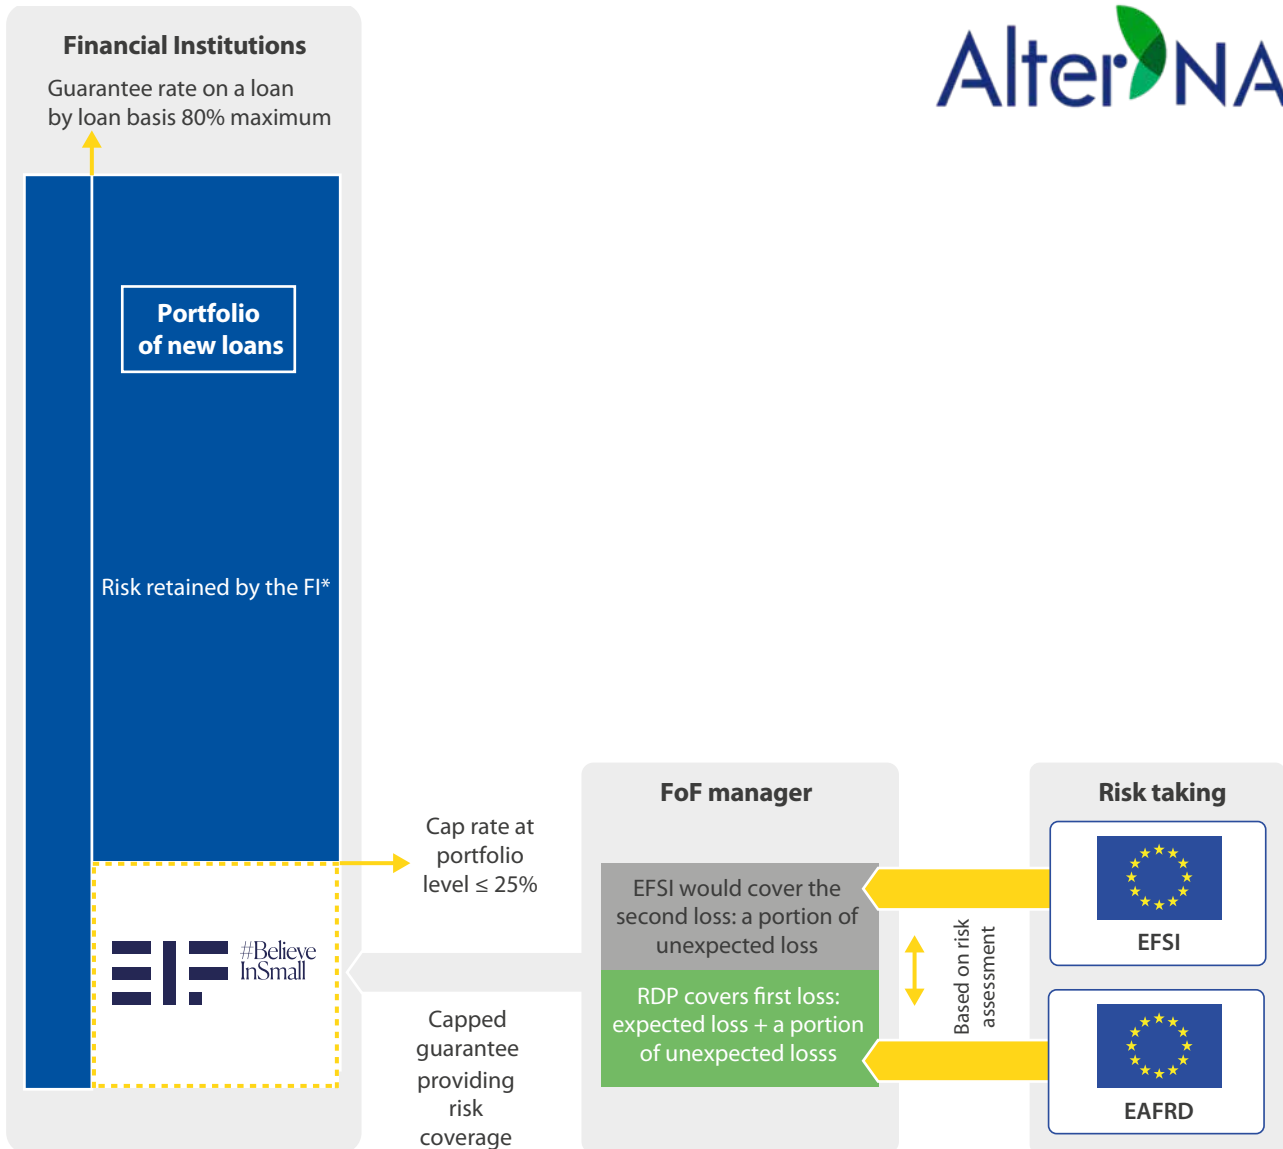 Financial Institutions
Guarantee rate on a loan
by loan basis 80% maximum
Alter NA
Portfolio
of new loans
Risk retained by the FI*
Cap rate at
portfolio
level ≤ 25%
EIF
#Believe
InSmall
Capped
guarantee
providing
risk
coverage
FoF manager
EFSI would cover the
second loss: a portion of
unexpected loss
RDP covers first loss:
expected loss + a portion
of unexpected losss
Based on risk
assessment
Risk taking
EFSI
EAFRD